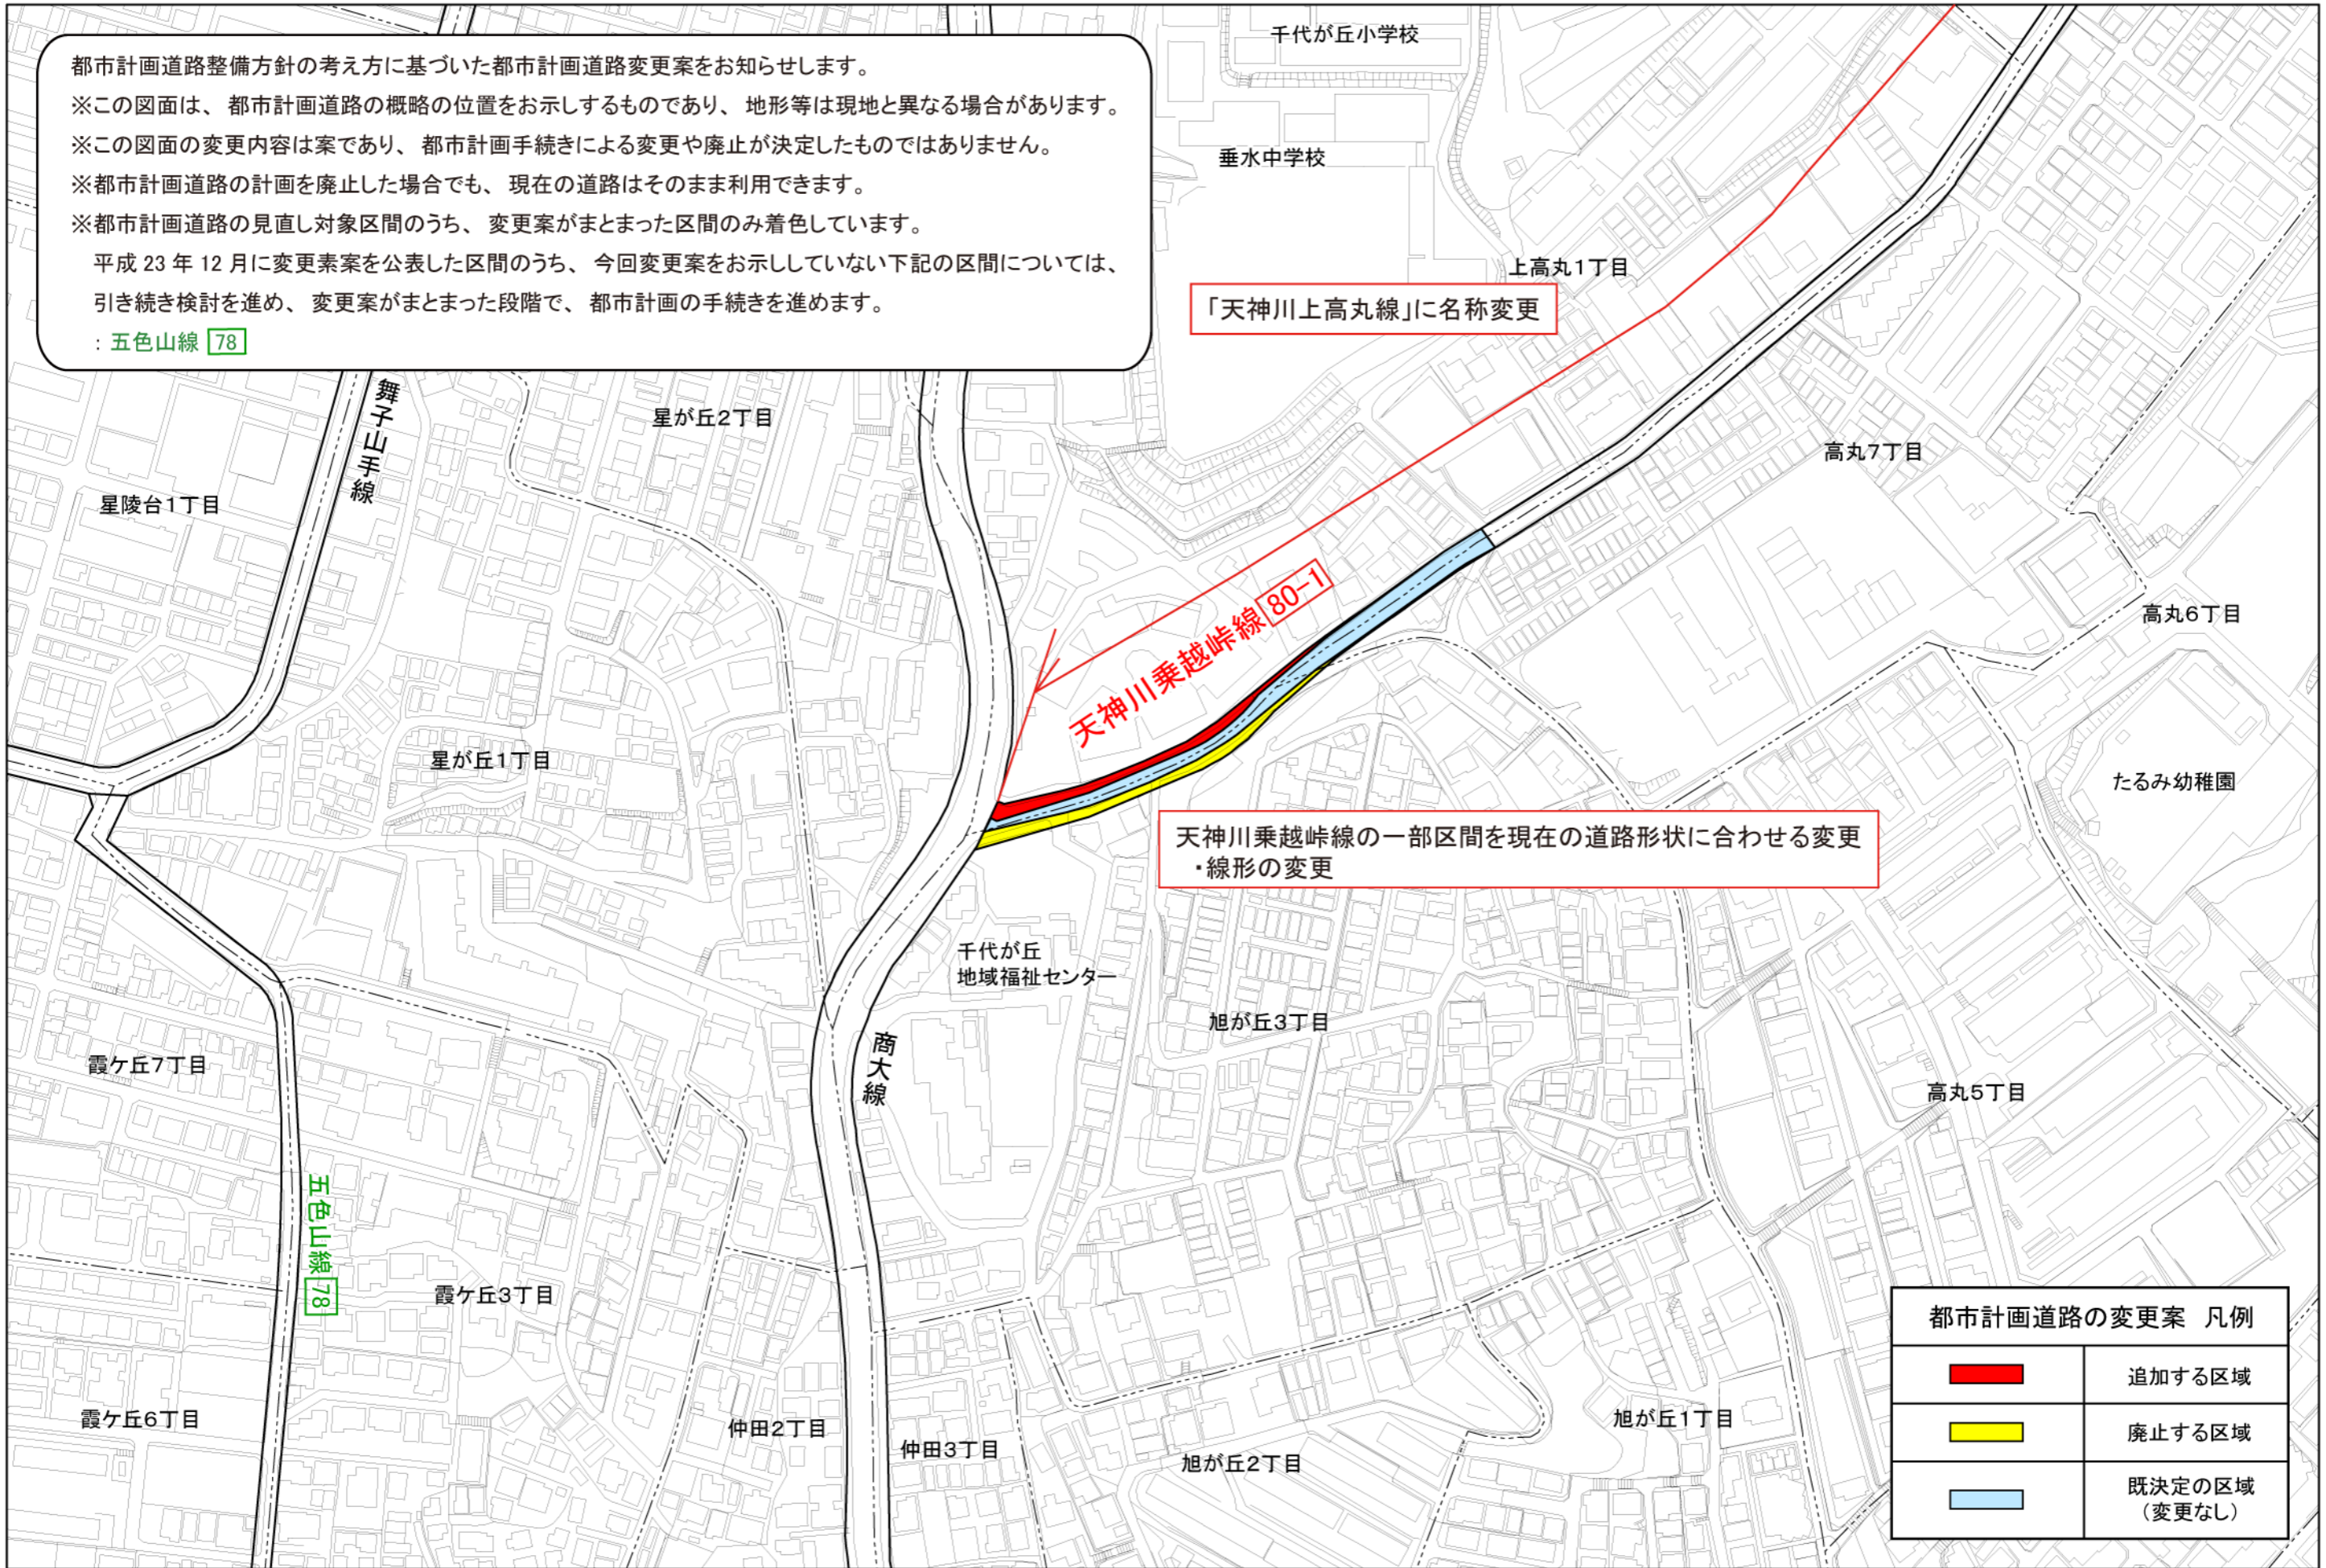 都市計画道路整備方針の考え方に基づいた都市計画道路変更案をお知らせします。
※この図面は、都市計画道路の概略の位置をお示しするものであり、地形等は現地と異なる場合があります。
※この図面の変更内容は案であり、都市計画手続きによる変更や廃止が決定したものではありません。
※都市計画道路の計画を廃止した場合でも、現在の道路はそのまま利用できます。
※都市計画道路の見直し対象区間のうち、変更案がまとまった区間のみ着色しています。
平成23年12月に変更素案を公表した区間のうち、今回変更案をお示ししていない下記の区間については、
引き続き検討を進め、変更案がまとまった段階で、都市計画の手続きを進めます。
：五色山線 78
千代が丘小学校
垂水中学校
上高丸1丁目
「天神川上高丸線」に名称変更
舞子山手線
星が丘2丁目
高丸7丁目
星陵台1丁目
天神川乗越峠線 80-1
高丸6丁目
星が丘1丁目
たるみ幼稚園
天神川乗越峠線の一部区間を現在の道路形状に合わせる変更
・線形の変更
千代が丘
地域福祉センター
旭が丘3丁目
商大線
霞ケ丘7丁目
高丸5丁目
五色山線 78
霞ケ丘3丁目
霞ケ丘6丁目
仲田2丁目
仲田3丁目
旭が丘2丁目
旭が丘1丁目
都市計画道路の変更案 凡例
追加する区域
廃止する区域
既決定の区域
（変更なし）